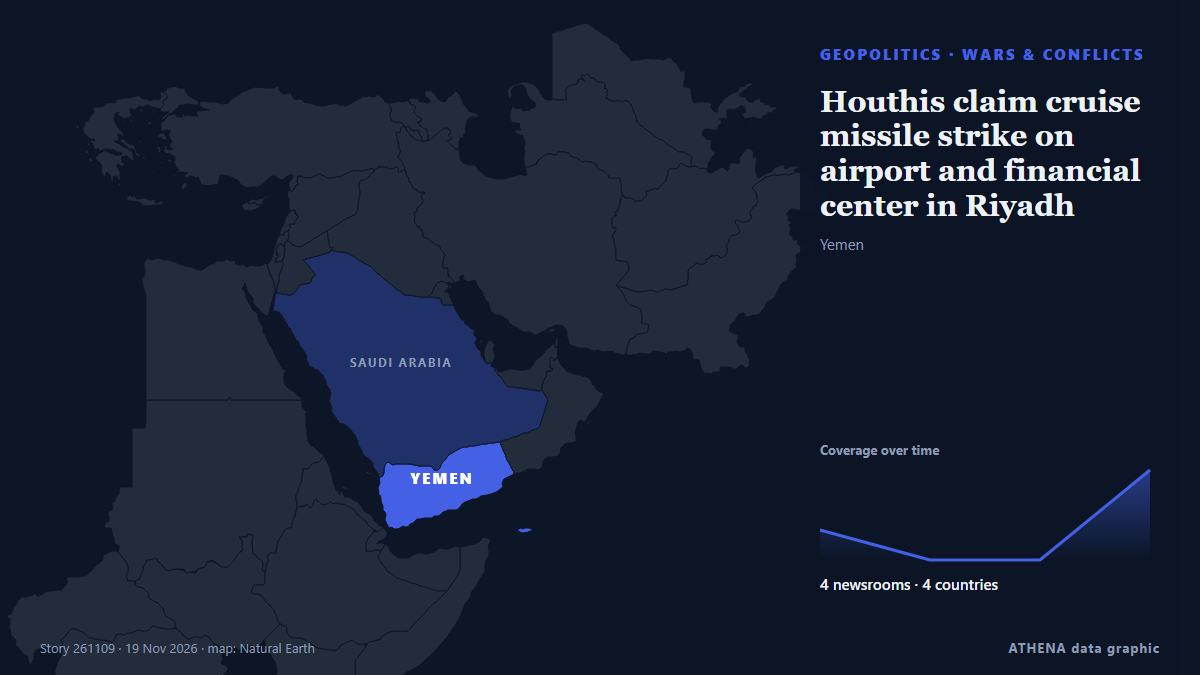 GEOPOLITICS · WARS & CONFLICTS
Houthis claim cruise
missile strike on
airport and financial
center in Riyadh
Yemen
SAUDI ARABIA
YEMEN
Coverage over time
4 newsrooms · 4 countries
Story 261109 · 19 Nov 2026 · map: Natural Earth
ATHENA data graphic